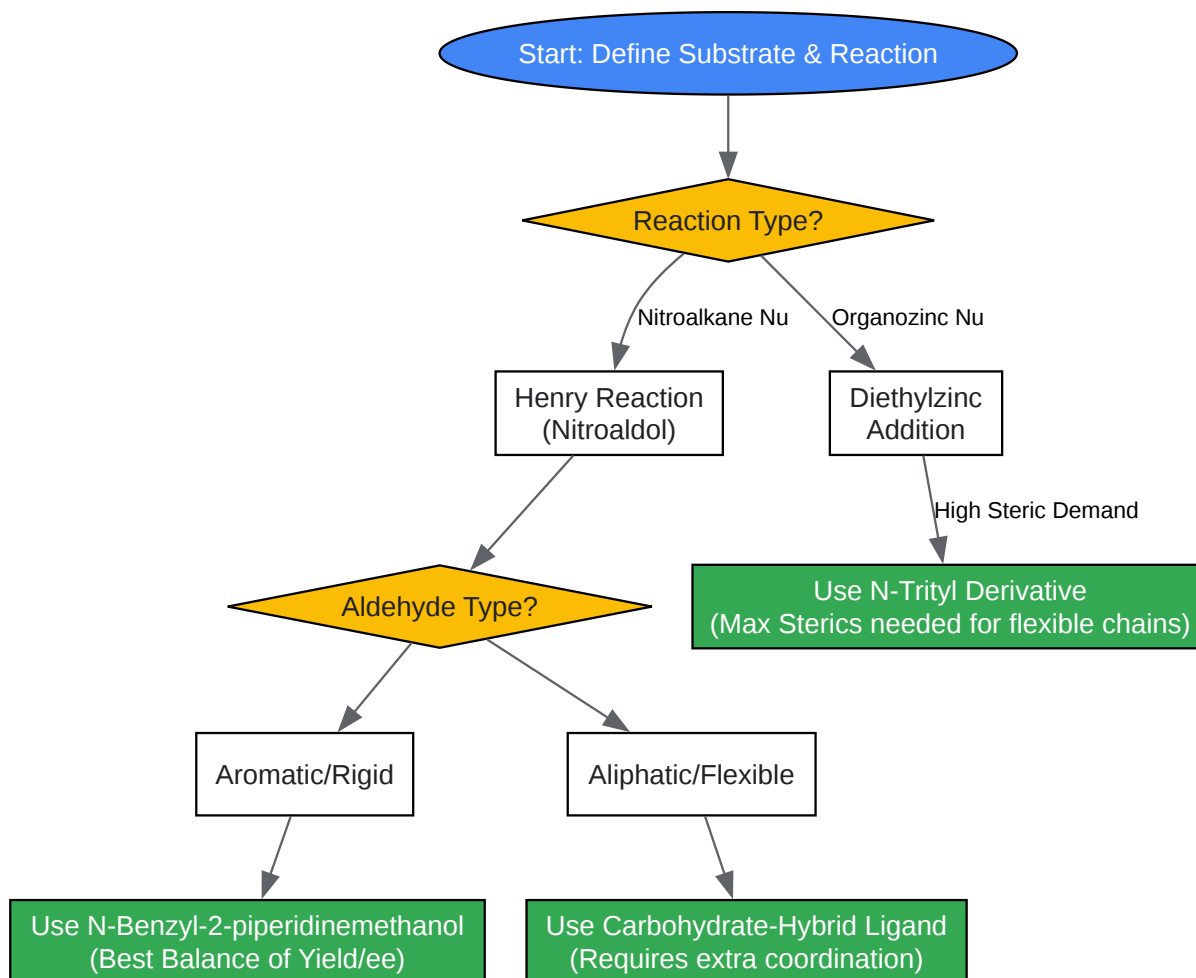 Start: Define Substrate & Reaction
Reaction Type?
Nitroalkane Nu
Organozinc Nu
Henry Reaction
(Nitroaldol)
Diethylzinc
Addition
High Steric Demand
Aldehyde Type?
Use N-Trityl Derivative
(Max Sterics needed for flexible chains)
Aromatic/Rigid
Aliphatic/Flexible
Use N-Benzyl-2-piperidinemethanol
(Best Balance of Yield/ee)
Use Carbohydrate-Hybrid Ligand
(Requires extra coordination)